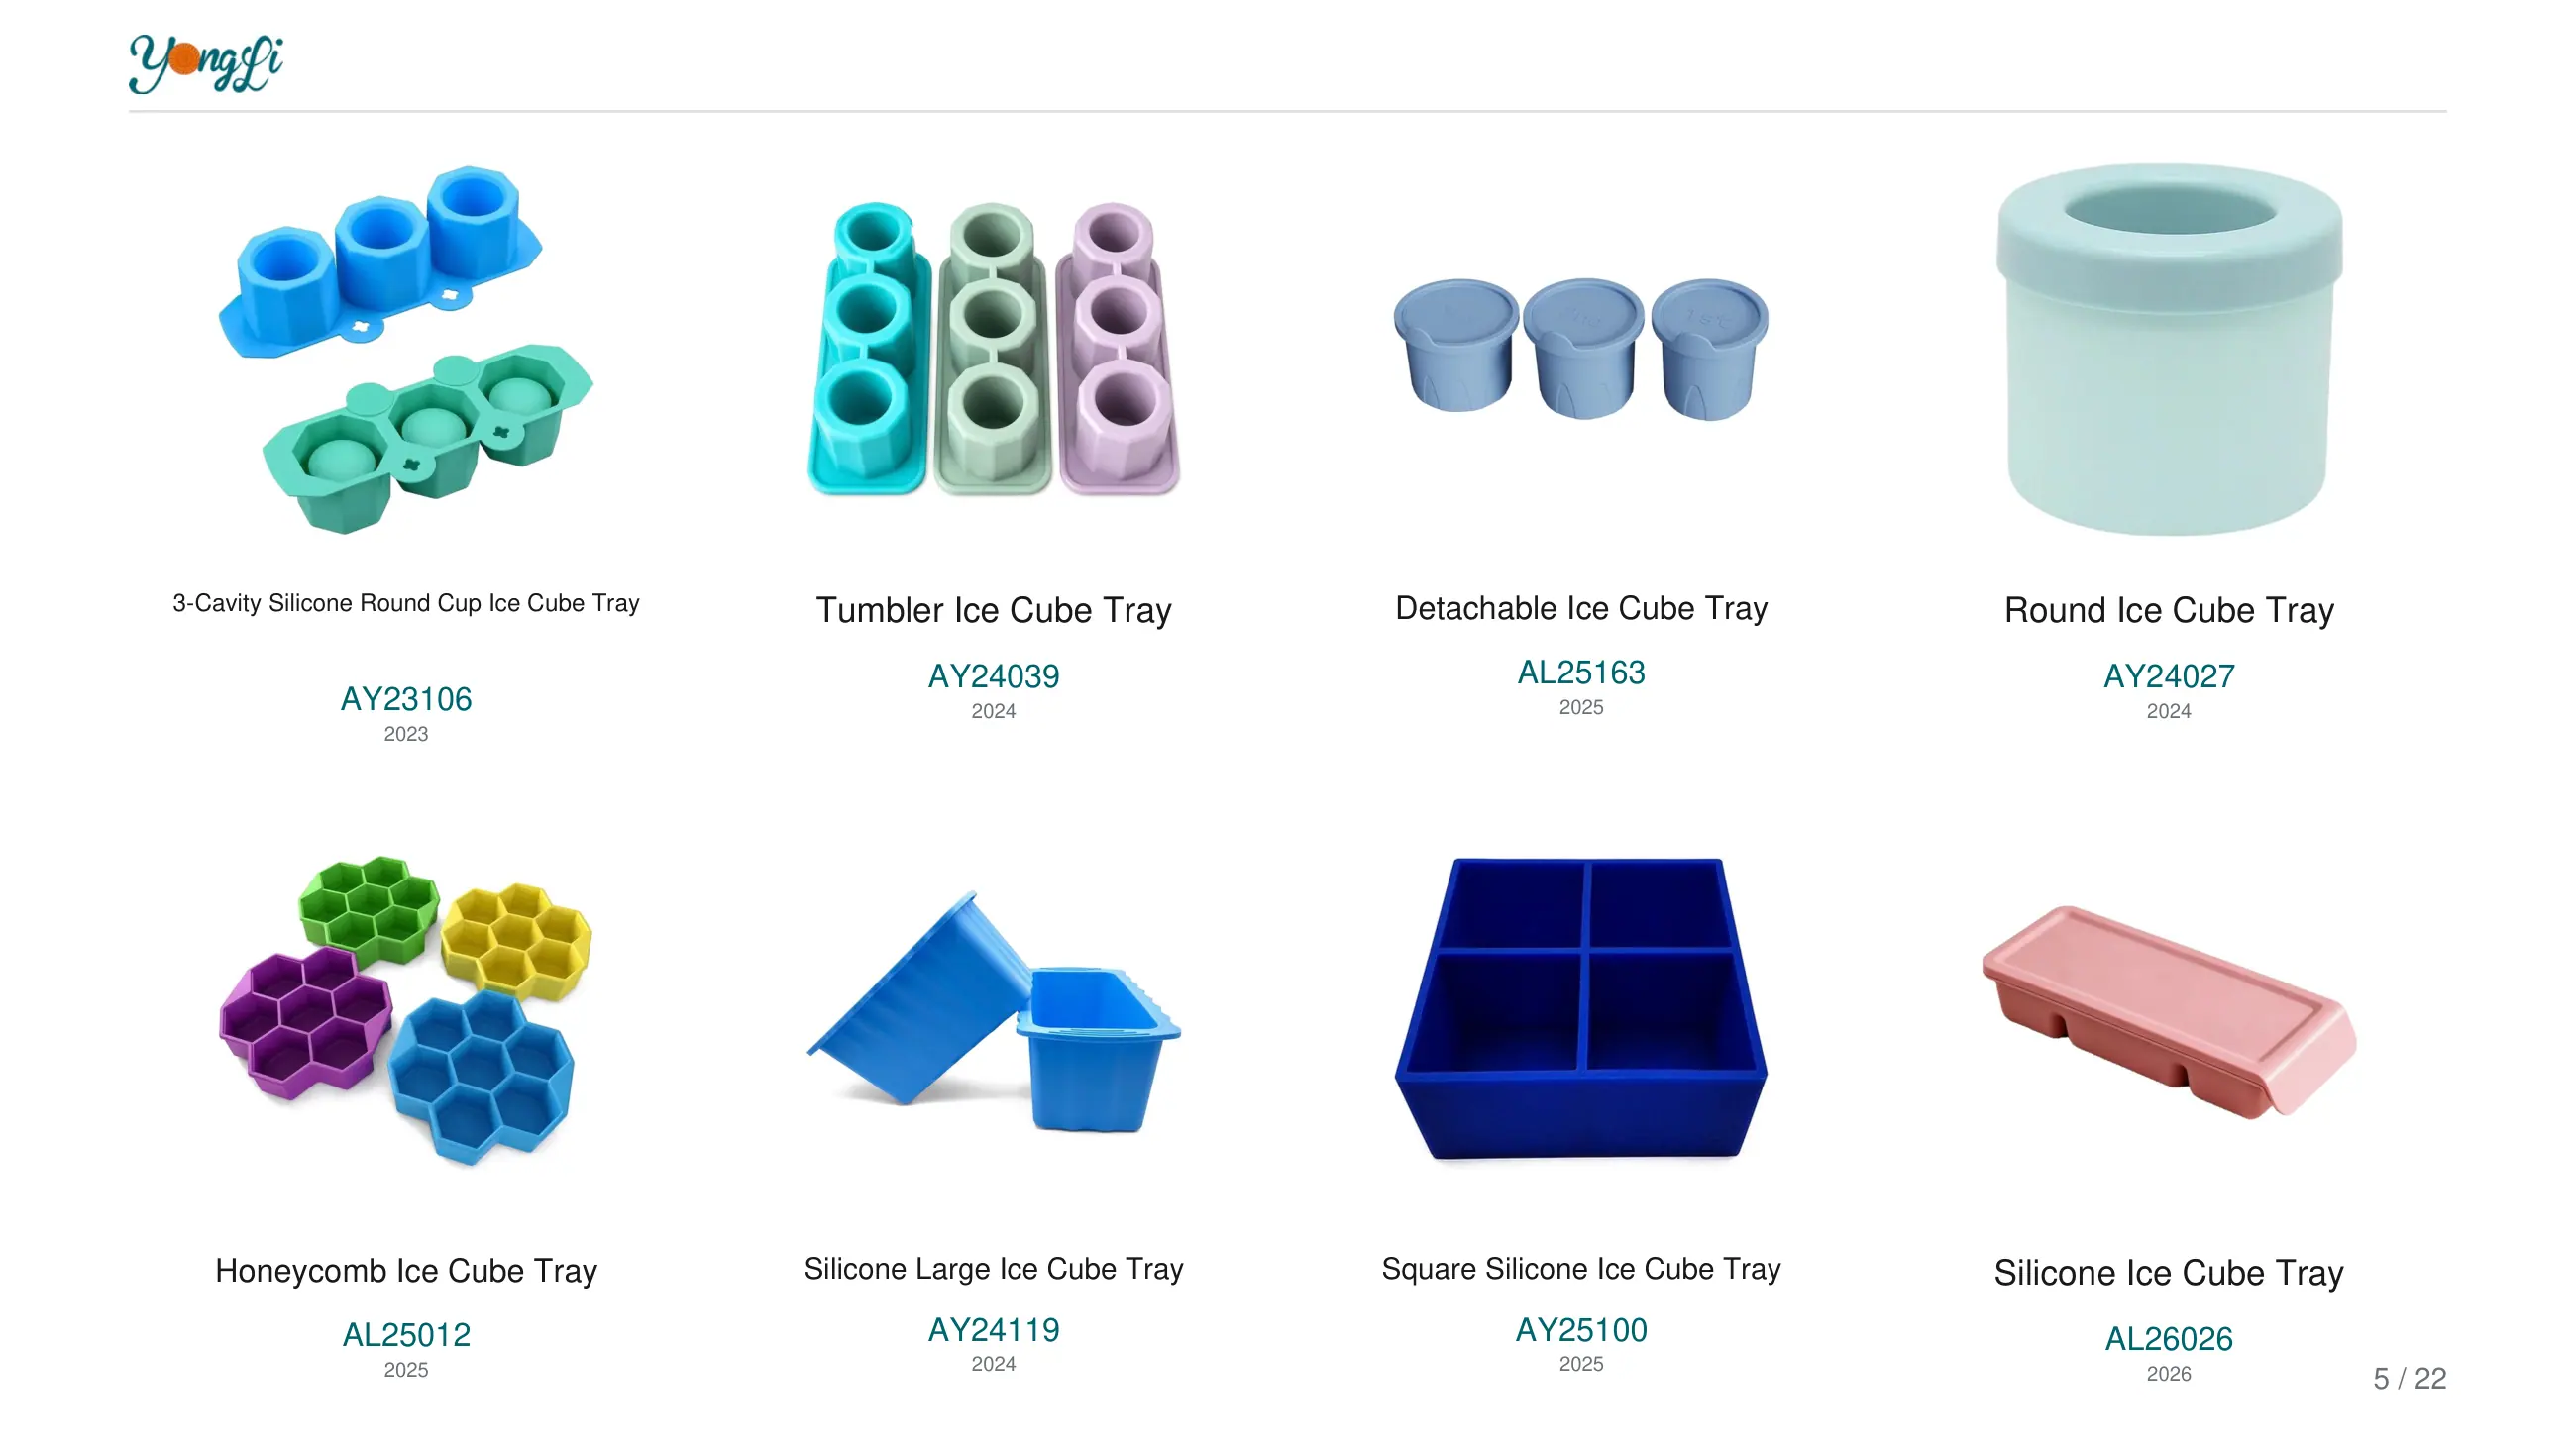 YongLi
3-Cavity Silicone Round Cup Ice Cube Tray
AY23106
2023
Tumbler Ice Cube Tray
AY24039
2024
Detachable Ice Cube Tray
AL25163
2025
Round Ice Cube Tray
AY24027
2024
Honeycomb Ice Cube Tray
AL25012
2025
Silicone Large Ice Cube Tray
AY24119
2024
Square Silicone Ice Cube Tray
AY25100
2025
Silicone Ice Cube Tray
AL26026
2026
5 / 22